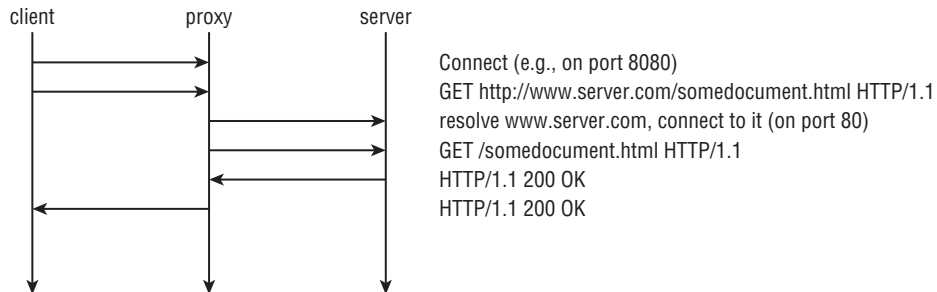 client proxy server
Connect (e.g., on port 8080)
GET http://www.server.com/somedocument.html HTTP/1.1
resolve www.server.com, connect to it (on port 80)
GET /somedocument.html HTTP/1.1
HTTP/1.1 200 OK
HTTP/1.1 200 OK